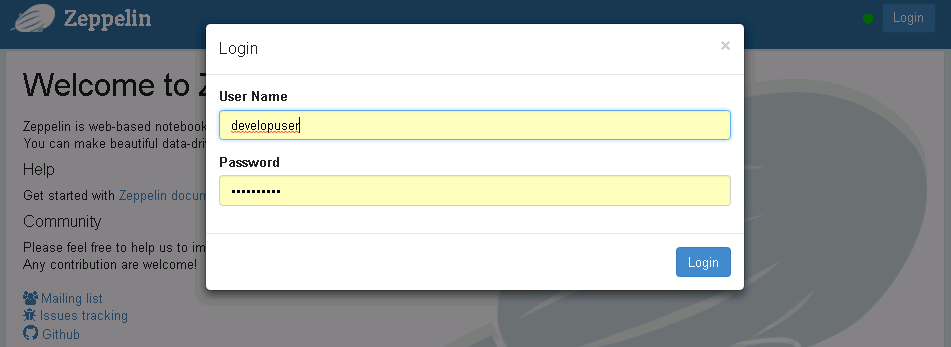 Zeppelin
Login
Login
×
Welcome to Z
User Name
Zeppelin is web-based notebook
developuser
You can make beautiful data-dri
Password
Help
••••••••••
Get started with Zeppelin docum
Community
Please feel free to help us to im
Any contribution are welcome!
Login
Mailing list
Issues tracking
Github